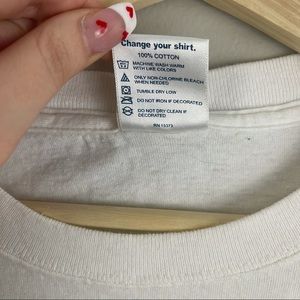 Change your shirt.
100% COTTON
MACHINE WASH WARM
WITH LIKE COLORS
ONLY NON-CHLORINE BLEACH
WHEN NEEDED
TUMBLE DRY LOW
DO NOT IRON IF DECORATED
DO NOT DRY CLEAN IF
DECORATED
RN 15373